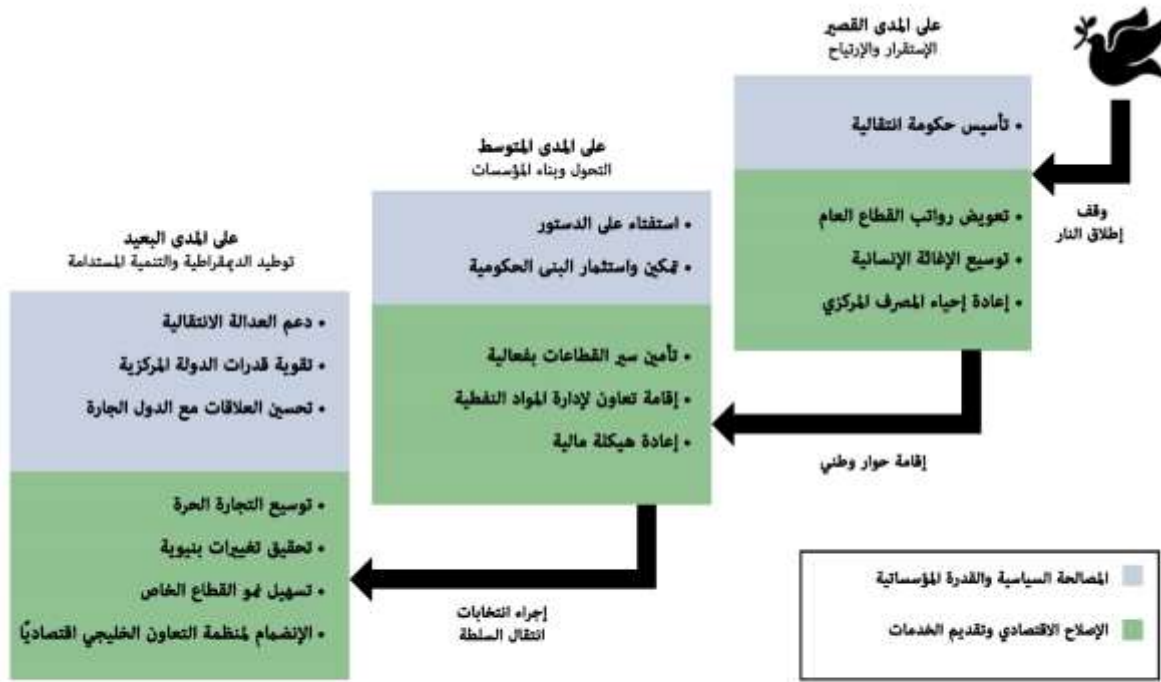 على المدى القصير
الإستقرار والإرتياح
• تأسيس حكومة انتقالية
• تعويض رواتب القطاع العام
• توسيع الإغاثة الإنسانية
• إعادة إحياء المصرف المركزي
وقف
إطلاق النار
على المدى المتوسط
التحول وبناء المؤسسات
• استفتاء على الدستور
• تمكين واستثمار البنى الحكومية
• تأمين سير القطاعات بفعالية
• إقامة تعاون لإدارة المواد النفطية
• إعادة هيكلة مالية
إقامة حوار وطني
على المدى البعيد
توطيد الديمقراطية والتنمية المستدامة
• دعم العدالة الانتقالية
• تقوية قدرات الدولة المركزية
• تحسين العلاقات مع الدول الجارة
• توسيع التجارة الحرة
• تحقيق تغييرات بنيوية
• تسهيل نمو القطاع الخاص
• الإنضمام لمنظمة التعاون الخليجي اقتصاديًا
إجراء انتخابات
انتقال السلطة
المصالحة السياسية والقدرة المؤسساتية
الإصلاح الاقتصادي وتقديم الخدمات